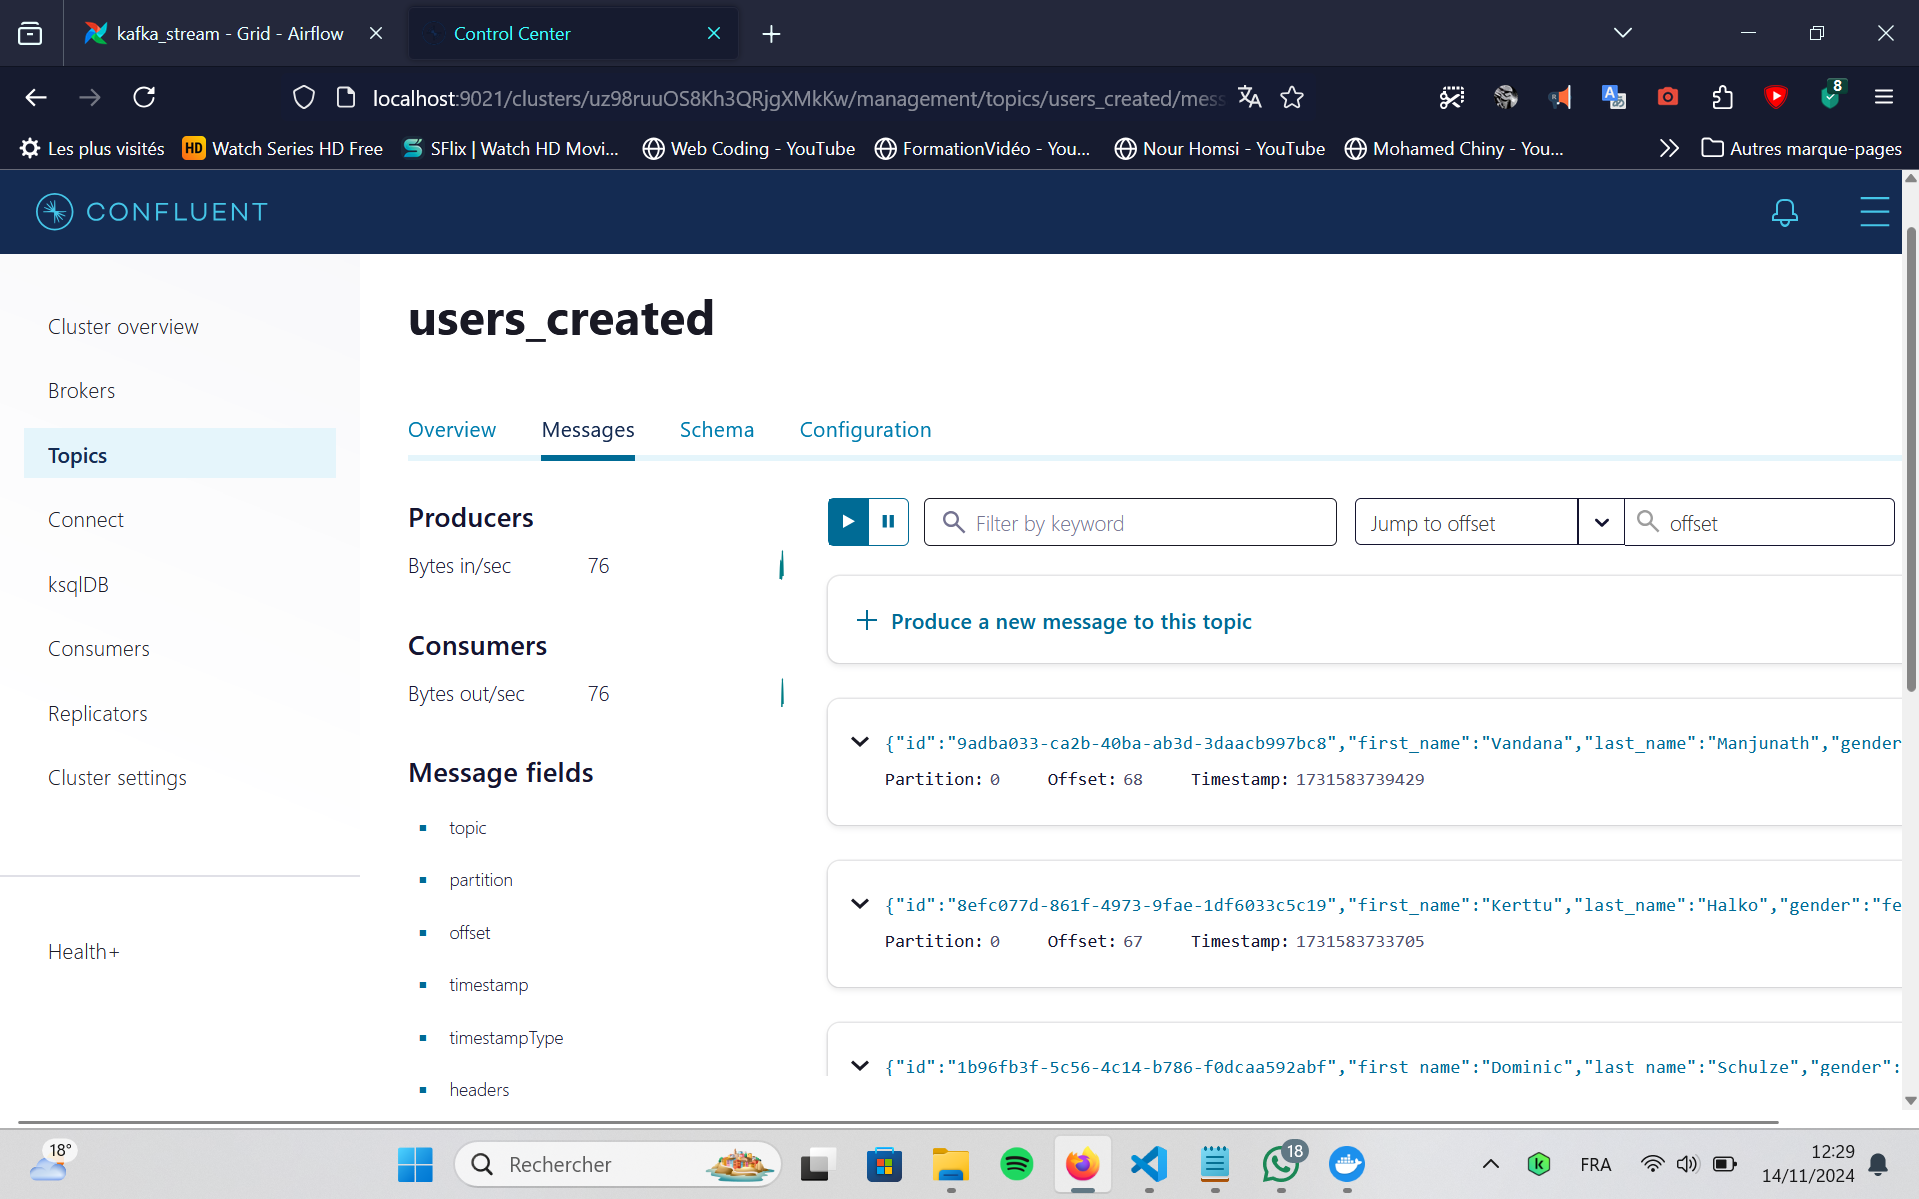 kafka_stream - Grid - Airflow
Control Center
localhost:9021/clusters/uz98ruuOS8Kh3QRjgXMkKw/management/topics/users_created/mess
8
Les plus visités
HD Watch Series HD Free
SFlix | Watch HD Movi...
Web Coding - YouTube
FormationVidéo - You...
Nour Homsi - YouTube
Mohamed Chiny - You...
Autres marque-pages
CONFLUENT
Cluster overview
Brokers
Topics
Connect
ksqlDB
Consumers
Replicators
Cluster settings
Health+
users_created
Overview Messages Schema Configuration
Producers
Bytes in/sec 76
Consumers
Bytes out/sec 76
Message fields
topic
partition
offset
timestamp
timestampType
headers
Filter by keyword
Jump to offset
offset
+ Produce a new message to this topic
{"id":"9adba033-ca2b-40ba-ab3d-3daacb997bc8","first_name":"Vandana","last_name":"Manjunath","gender
Partition: 0 Offset: 68 Timestamp: 1731583739429
{"id":"8efc077d-861f-4973-9fae-1df6033c5c19","first_name":"Kerttu","last_name":"Halko","gender":"fe
Partition: 0 Offset: 67 Timestamp: 1731583733705
{"id":"1b96fb3f-5c56-4c14-b786-f0dcaa592abf","first_name":"Dominic","last_name":"Schulze","gender":
18°
Rechercher
18
FRA
12:29
14/11/2024